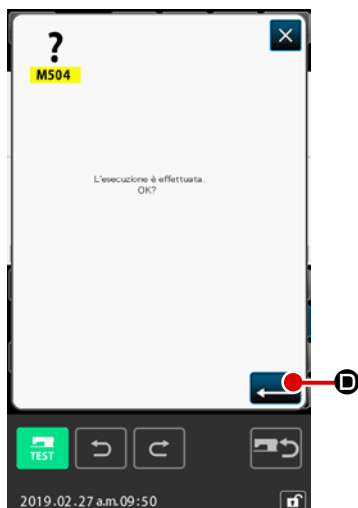 ?
M504
L'esecuzione è effettuata.
OK?
D
TEST
2019.02.27 a.m.09:50